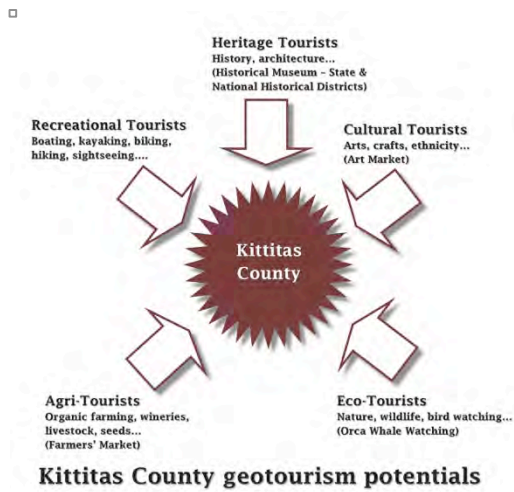 Heritage Tourists
History, architecture...
(Historical Museum – State &
National Historical Districts)
Recreational Tourists
Boating, kayaking, biking,
hiking, sightseeing....
Cultural Tourists
Arts, crafts, ethnicity...
(Art Market)
Kittitas
County
Agri-Tourists
Organic farming, wineries,
livestock, seeds...
(Farmers' Market)
Eco-Tourists
Nature, wildlife, bird watching...
(Orca Whale Watching)
Kittitas County geotourism potentials